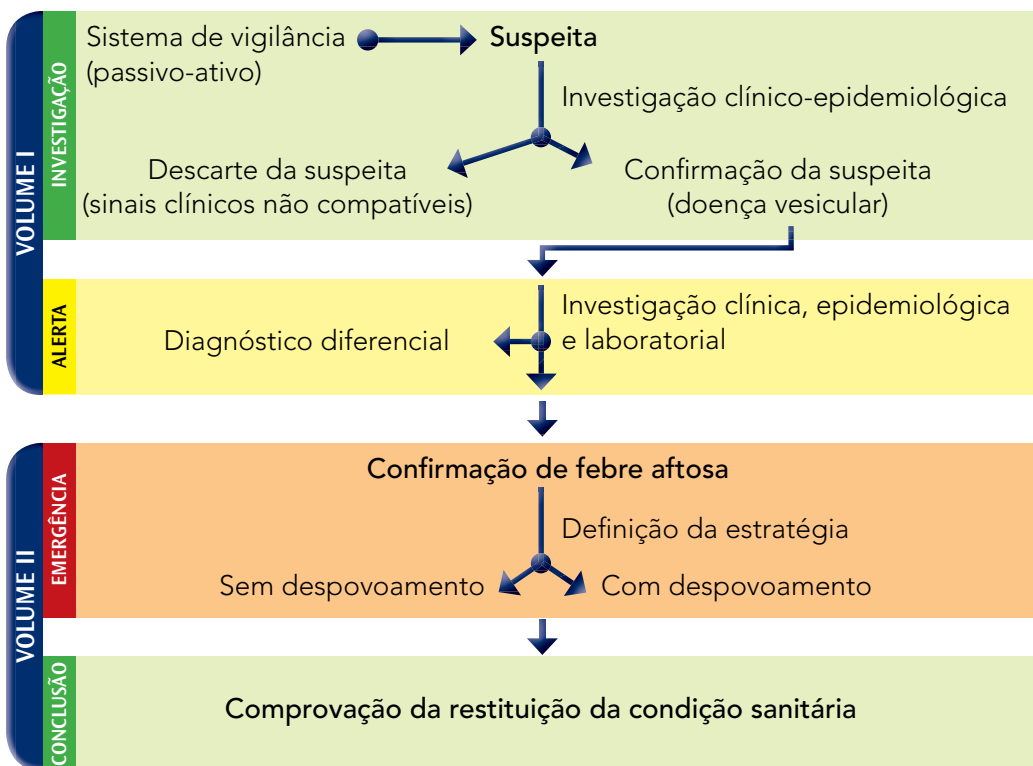 VOLUME I
INVESTIGAÇÃO
Sistema de vigilância
(passivo-ativo)
Suspeita
Investigação clínico-epidemiológica
Descarte da suspeita
(sinais clínicos não compatíveis)
Confirmação da suspeita
(doença vesicular)
ALERTA
Investigação clínica, epidemiológica
e laboratorial
Diagnóstico diferencial
VOLUME II
EMERGÊNCIA
Confirmação de febre aftosa
Definição da estratégia
Sem despovoamento
Com despovoamento
CONCLUSÃO
Comprovação da restituição da condição sanitária